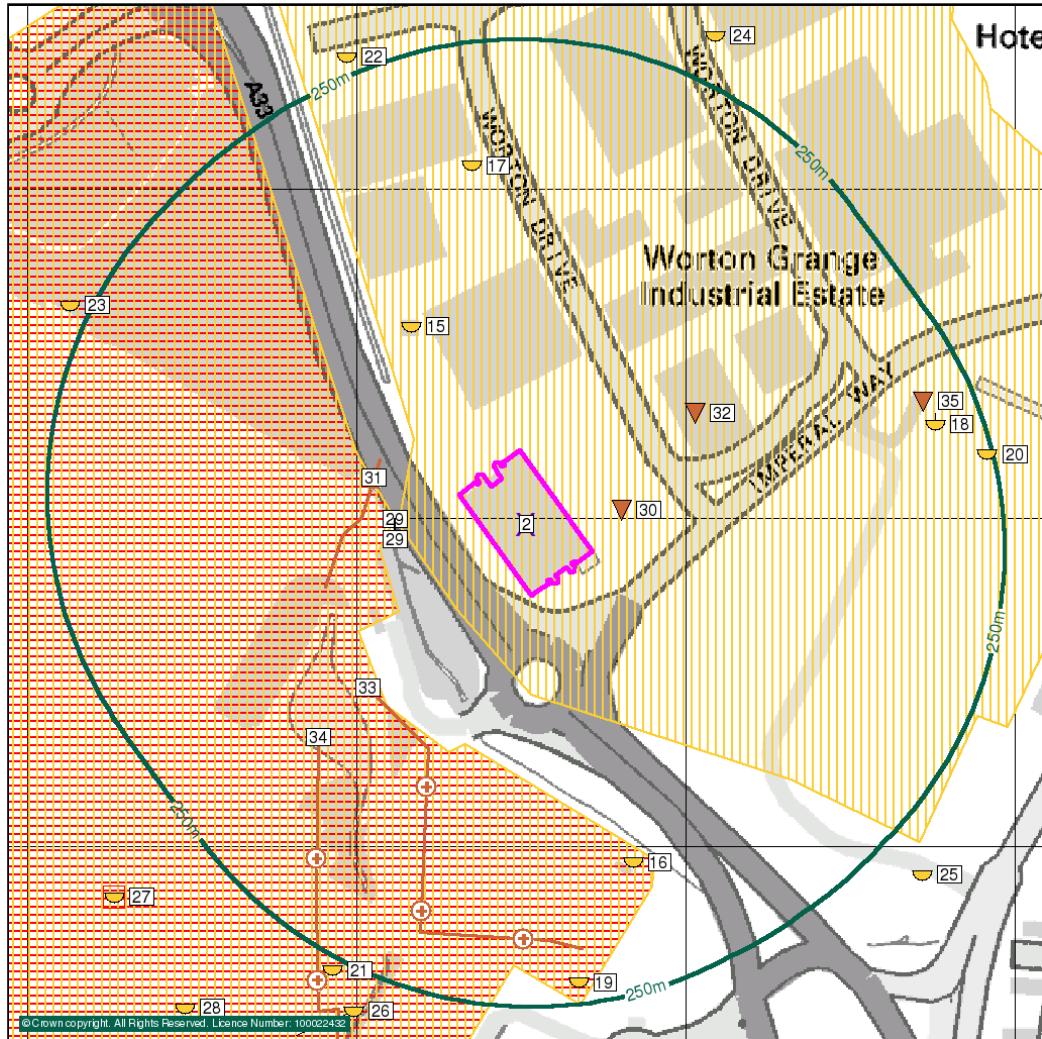 24
Hote
22
250m
A33
WORTON DRIVE
WORTON DRIVE
250m
17
Worton Grange
Industrial Estate
23
15
IMPERIAL WAY
35
32
18
20
31
30
29
2
29
250m
33
34
250m
16
25
27
21
19
250m
28
26
© Crown copyright. All Rights Reserved. Licence Number: 100022432